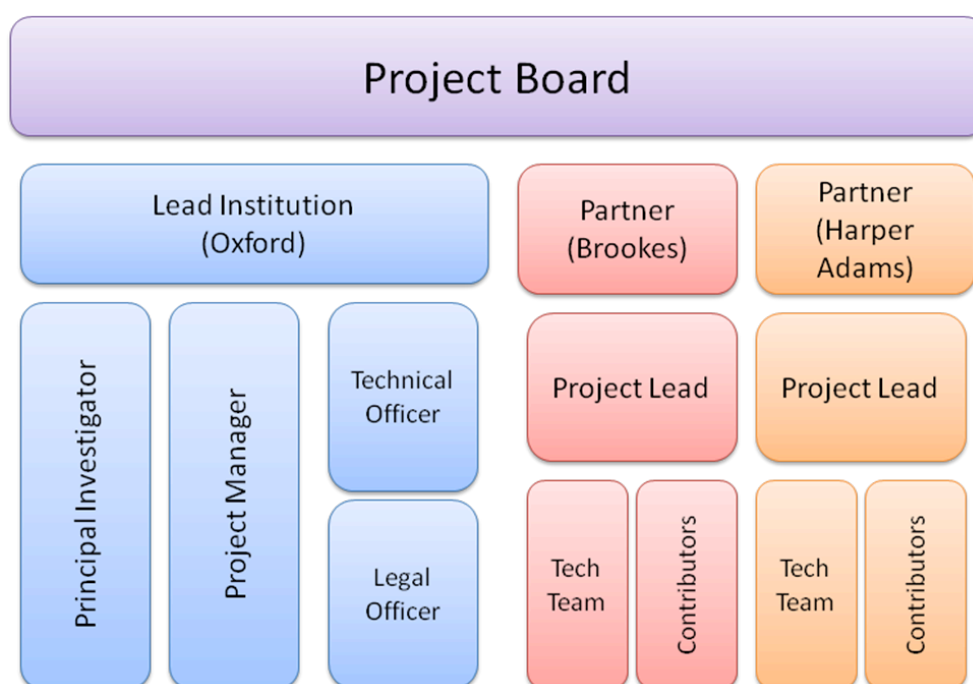 Project Board
Lead Institution
(Oxford)
Partner
(Brookes)
Partner
(Harper
Adams)
Principal Investigator
Project Manager
Technical
Officer
Legal
Officer
Project Lead
Tech
Team
Contributors
Project Lead
Tech
Team
Contributors